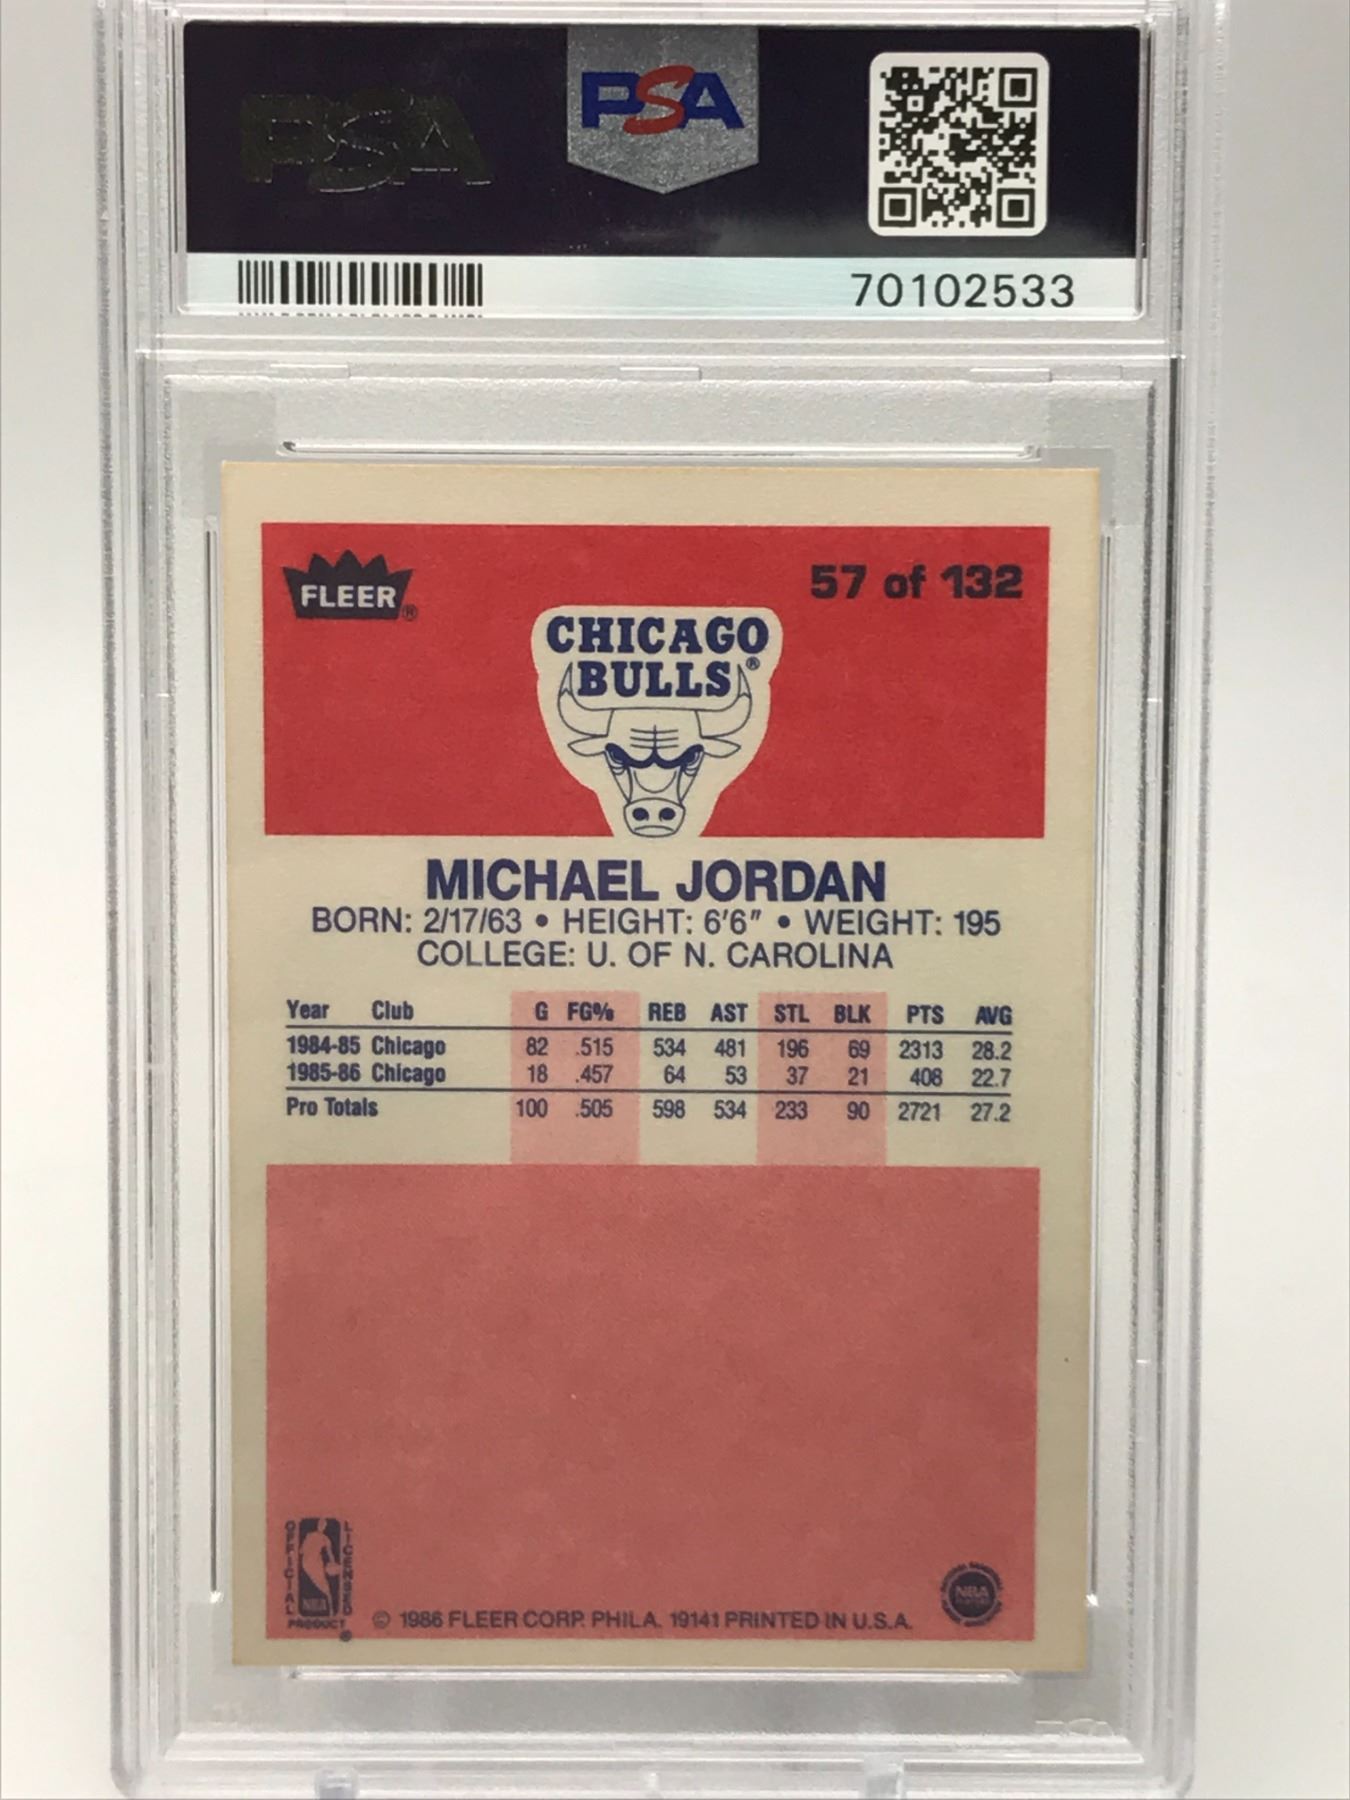 PSA
PSA
70102533
FLEER®
57 of 132
CHICAGO
BULLS®
MICHAEL JORDAN
BORN: 2/17/63 • HEIGHT: 6'6" • WEIGHT: 195
COLLEGE: U. OF N. CAROLINA
Year Club G FG% REB AST STL BLK PTS AVG
1984-85 Chicago 82 .515 534 481 196 69 2313 28.2
1985-86 Chicago 18 .457 64 53 37 21 408 22.7
Pro Totals 100 .505 598 534 233 90 2721 27.2
OFFICIAL
NBA
LICENSED
PRODUCT
© 1986 FLEER CORP. PHILA. 19141 PRINTED IN U.S.A.
NBA